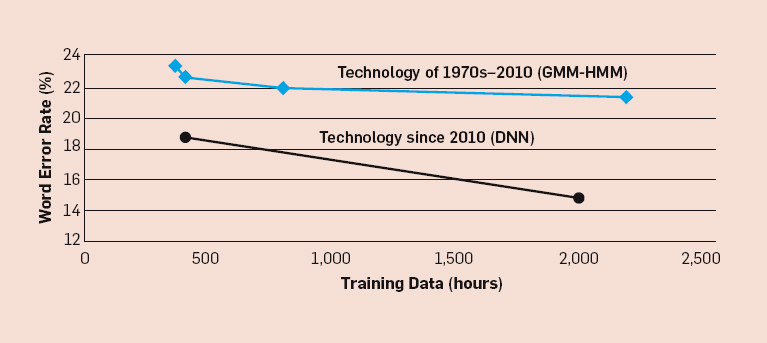 24
22
20
18
16
14
12
Word Error Rate (%)
Technology of 1970s–2010 (GMM-HMM)
Technology since 2010 (DNN)
0 500 1,000 1,500 2,000 2,500
Training Data (hours)